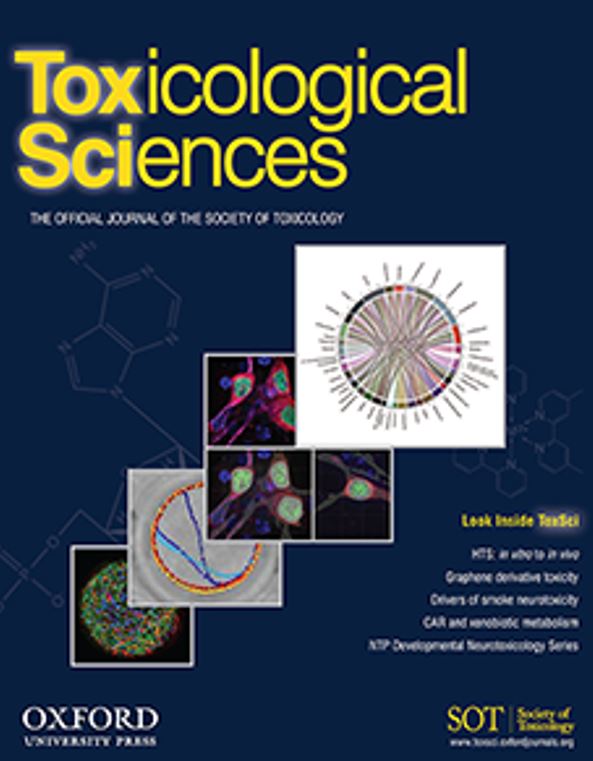 Toxicological
Sciences
THE OFFICIAL JOURNAL OF THE SOCIETY OF TOXICOLOGY
NH₂
N
N
N
N
Look Inside ToxSci
HTS: in vitro to in vivo
Graphene derivative toxicity
Drivers of smoke neurotoxicity
CAR and xenobiotic metabolism
NTP Developmental Neurotoxicology Series
OXFORD
UNIVERSITY PRESS
SOT | Society of
Toxicology
www.toxsci.oxfordjournals.org